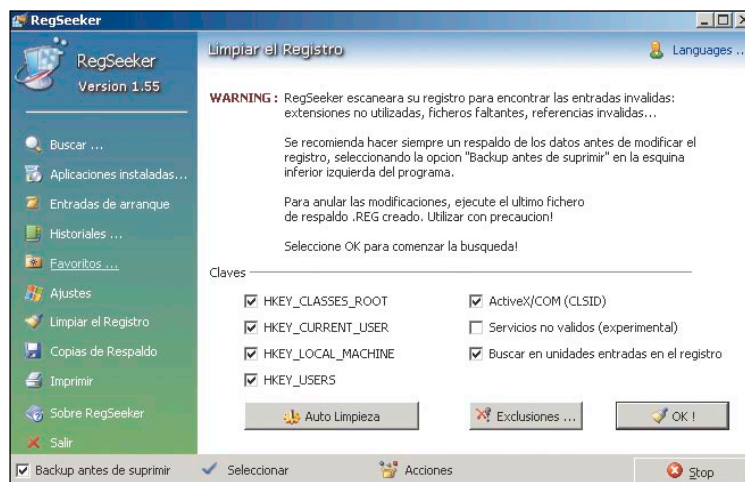 RegSeeker
RegSeeker
Version 1.55
Buscar ...
Aplicaciones instaladas...
Entradas de arranque
Historiales ...
Favoritos ...
Ajustes
Limpiar el Registro
Copias de Respaldo
Imprimir
Sobre RegSeeker
Salir
Limpiar el Registro
Languages ...
WARNING : RegSeeker escaneara su registro para encontrar las entradas invalidas:
extensiones no utilizadas, ficheros faltantes, referencias invalidas...
Se recomienda hacer siempre un respaldo de los datos antes de modificar el
registro, seleccionando la opcion "Backup antes de suprimir" en la esquina
inferior izquierda del programa.
Para anular las modificaciones, ejecute el ultimo fichero
de respaldo .REG creado. Utilizar con precaucion!
Seleccione OK para comenzar la busqueda!
Claves
HKEY_CLASSES_ROOT
HKEY_CURRENT_USER
HKEY_LOCAL_MACHINE
HKEY_USERS
ActiveX/COM (CLSID)
Servicios no validos (experimental)
Buscar en unidades entradas en el registro
Auto Limpieza
Exclusiones ...
OK !
Backup antes de suprimir
Seleccionar
Acciones
Stop